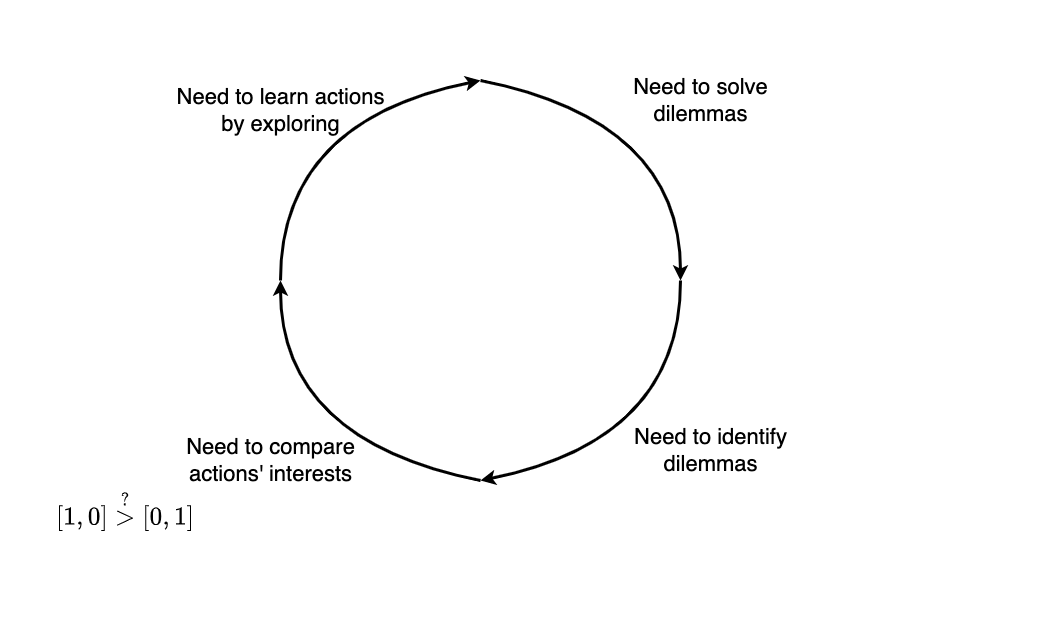 Need to learn actions
by exploring
Need to solve
dilemmas
Need to compare
actions' interests
Need to identify
dilemmas
[1, 0] >? [0, 1]